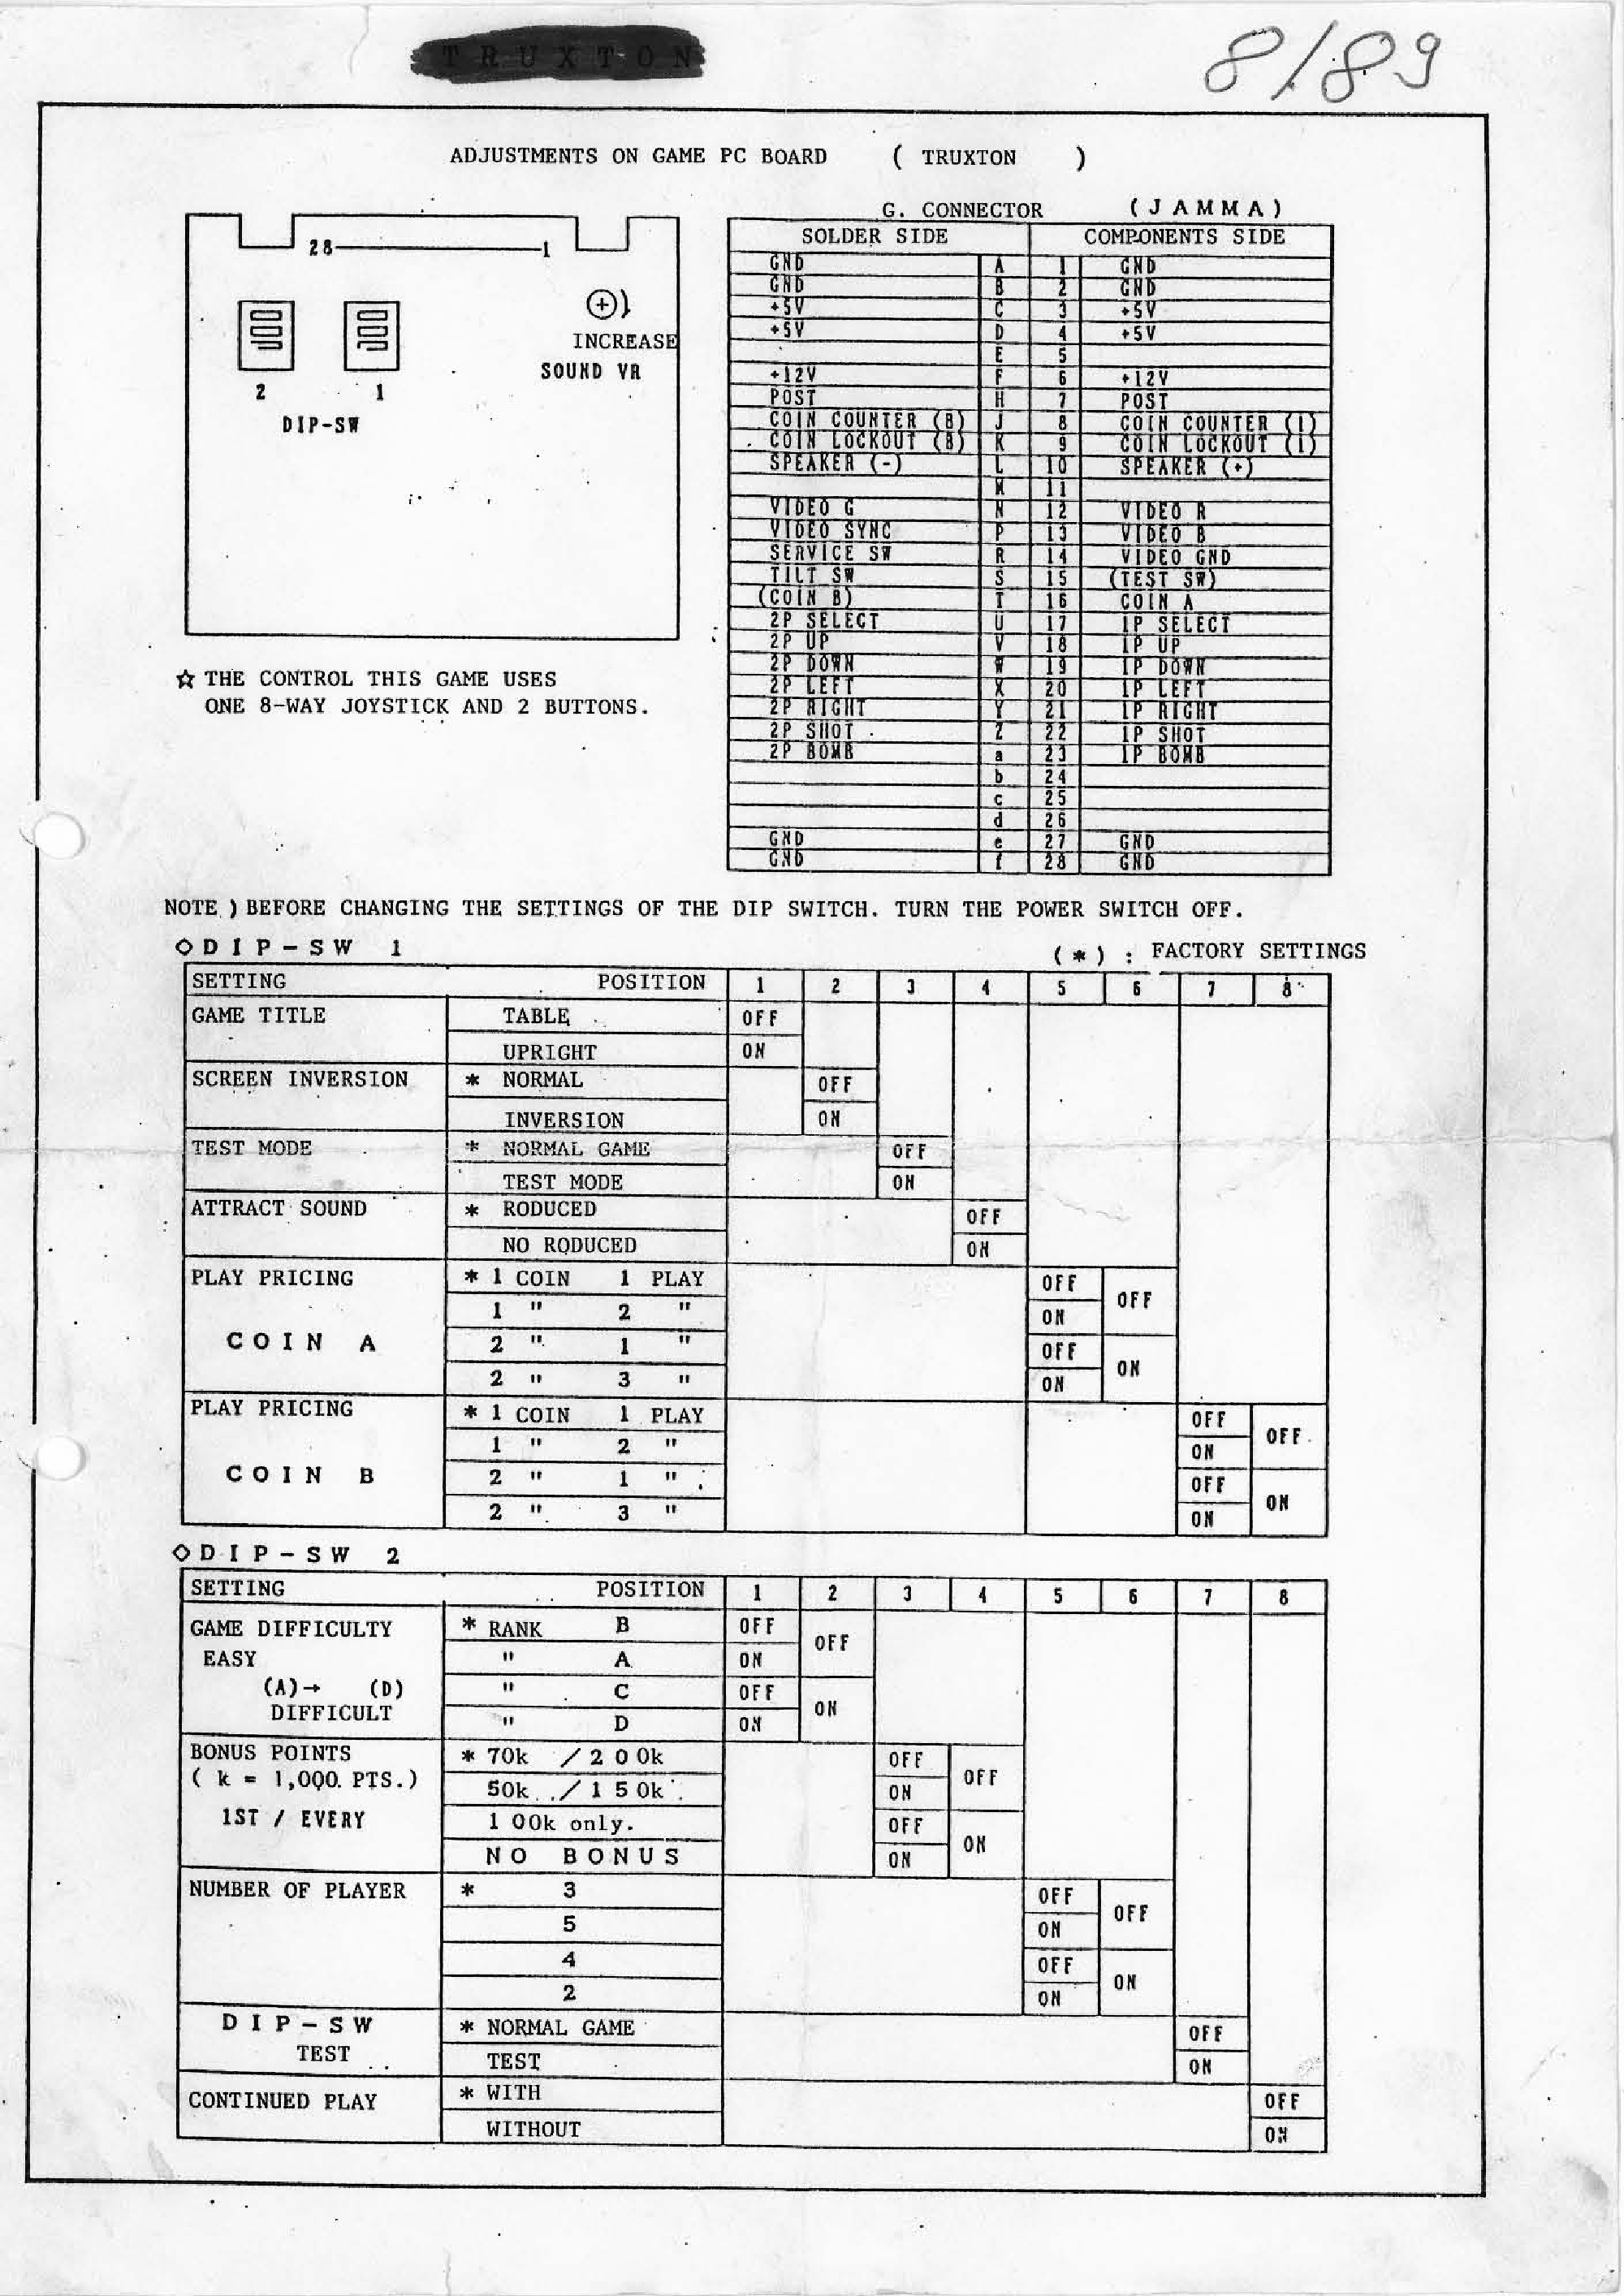 TRUXTON
8/89
ADJUSTMENTS ON GAME PC BOARD ( TRUXTON )
28 1
INCREASE
SOUND VR
2 1
DIP-SW
☆ THE CONTROL THIS GAME USES
ONE 8-WAY JOYSTICK AND 2 BUTTONS.
G. CONNECTOR (JAMMA)
SOLDER SIDE COMPONENTS SIDE
GND A 1 GND
GND B 2 GND
+5V C 3 +5V
+5V D 4 +5V
E 5
+12V F 6 +12V
POST H 7 POST
COIN COUNTER (B) J 8 COIN COUNTER (1)
COIN LOCKOUT (B) K 9 COIN LOCKOUT (1)
SPEAKER (-) L 10 SPEAKER (+)
M 11
VIDEO G N 12 VIDEO R
VIDEO SYNC P 13 VIDEO B
SERVICE SW R 14 VIDEO GND
TILT SW S 15 (TEST SW)
(COIN B) T 16 COIN A
2P SELECT U 17 1P SELECT
2P UP V 18 1P UP
2P DOWN W 19 1P DOWN
2P LEFT X 20 1P LEFT
2P RIGHT Y 21 1P RIGHT
2P SHOT Z 22 1P SHOT
2P BOMB a 23 1P BOMB
b 24
c 25
d 26
GND e 27 GND
GND f 28 GND
NOTE ) BEFORE CHANGING THE SETTINGS OF THE DIP SWITCH. TURN THE POWER SWITCH OFF.
◇DIP-SW 1 (*) : FACTORY SETTINGS
SETTING POSITION 1 2 3 4 5 6 7 8
GAME TITLE TABLE OFF
UPRIGHT ON
SCREEN INVERSION * NORMAL OFF
INVERSION ON
TEST MODE * NORMAL GAME OFF
TEST MODE ON
ATTRACT SOUND * RODUCED OFF
NO RODUCED ON
PLAY PRICING * 1 COIN 1 PLAY OFF OFF
1 " 2 " ON
COIN A 2 " 1 " OFF ON
2 " 3 " ON
PLAY PRICING * 1 COIN 1 PLAY OFF OFF
1 " 2 " ON
COIN B 2 " 1 " OFF ON
2 " 3 " ON
◇DIP-SW 2
SETTING POSITION 1 2 3 4 5 6 7 8
GAME DIFFICULTY * RANK B OFF OFF
EASY " A ON
(A)→ (D) " C OFF ON
DIFFICULT " D ON
BONUS POINTS * 70k /200k OFF OFF
( k = 1,000. PTS.) 50k /150k ON
1ST / EVERY 100k only. OFF ON
NO BONUS ON
NUMBER OF PLAYER * 3 OFF OFF
5 ON
4 OFF ON
2 ON
DIP-SW * NORMAL GAME OFF
TEST TEST ON
CONTINUED PLAY * WITH OFF
WITHOUT ON